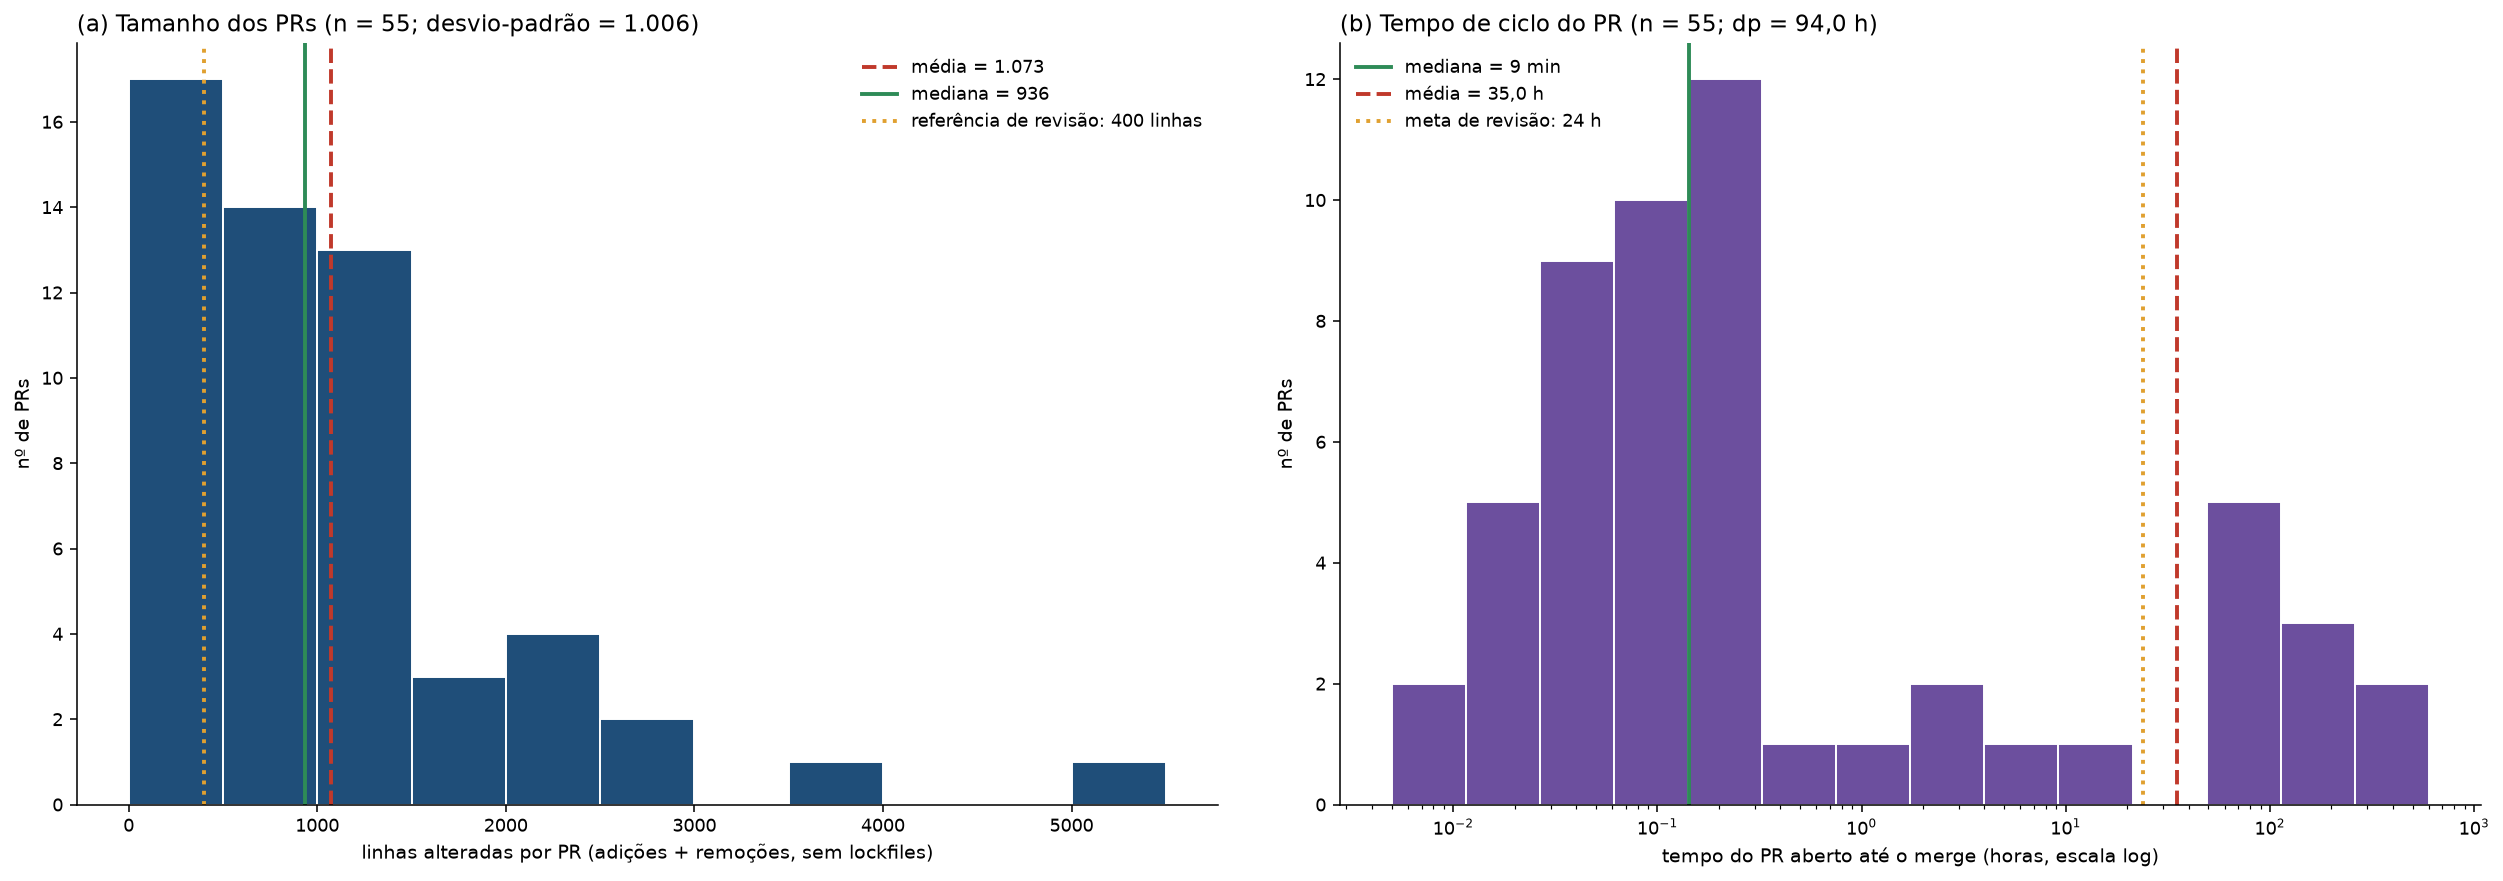 (a) Tamanho dos PRs (n = 55; desvio-padrão = 1.006)
média = 1.073
mediana = 936
referência de revisão: 400 linhas
nº de PRs
16
14
12
10
8
6
4
2
0
0 1000 2000 3000 4000 5000
linhas alteradas por PR (adições + remoções, sem lockfiles)
(b) Tempo de ciclo do PR (n = 55; dp = 94,0 h)
mediana = 9 min
média = 35,0 h
meta de revisão: 24 h
nº de PRs
12
10
8
6
4
2
0
10⁻² 10⁻¹ 10⁰ 10¹ 10² 10³
tempo do PR aberto até o merge (horas, escala log)